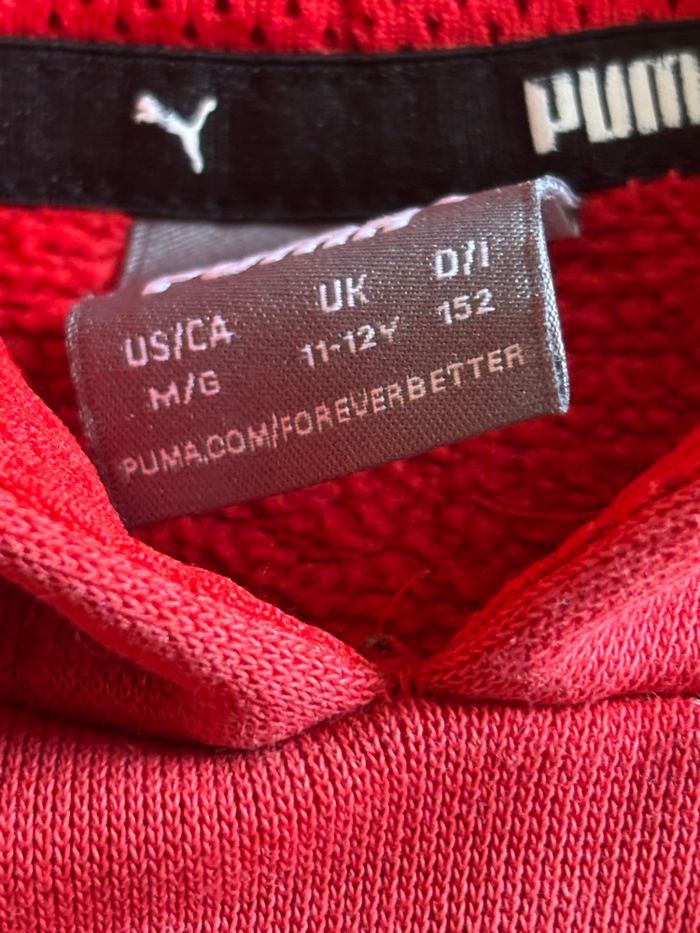 PUMA
US/CA UK D/I
M/G 11-12Y 152
PUMA.COM/FOREVERBETTER